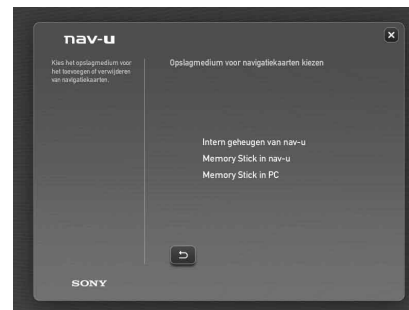 nav-u
Kies het opslagmedium voor
het toevoegen of verwijderen
van navigatiekaarten.
Opslagmedium voor navigatiekaarten kiezen
Intern geheugen van nav-u
Memory Stick in nav-u
Memory Stick in PC
SONY